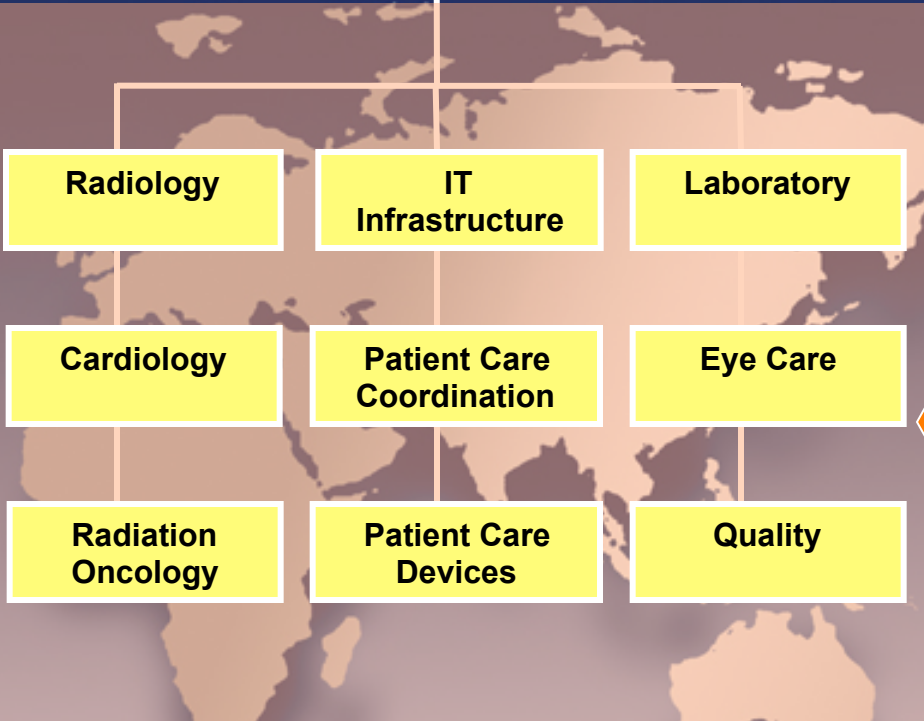 Radiology
IT
Infrastructure
Laboratory
Cardiology
Patient Care
Coordination
Eye Care
Radiation
Oncology
Patient Care
Devices
Quality